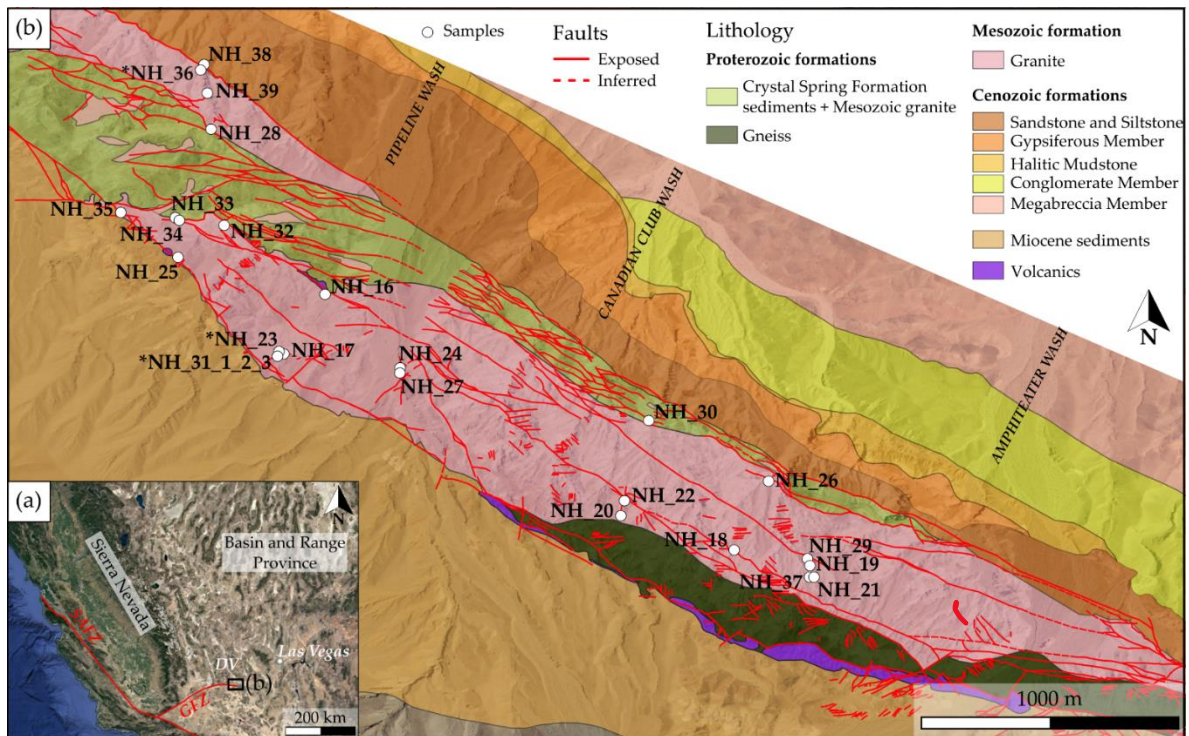 (b)
Samples
Faults
Exposed
Inferred
Lithology
Proterozoic formations
Crystal Spring Formation
sediments + Mesozoic granite
Gneiss
Mesozoic formation
Granite
Cenozoic formations
Sandstone and Siltstone
Gypsiferous Member
Halitic Mudstone
Conglomerate Member
Megabreccia Member
Miocene sediments
Volcanics
NH_38
*NH_36
NH_39
NH_28
PIPELINE WASH
CANADIAN CLUB WASH
AMPHITEATER WASH
N
NH_35
NH_33
NH_34
NH_32
NH_25
NH_16
*NH_23
NH_17
*NH_31_1_2_3
NH_24
NH_27
NH_30
NH_26
NH_22
NH_20
NH_18
NH_29
NH_19
NH_37
NH_21
1000 m
(a)
N
Basin and Range
Province
Sierra Nevada
SAFZ
GFZ
DV
Las Vegas
(b)
200 km